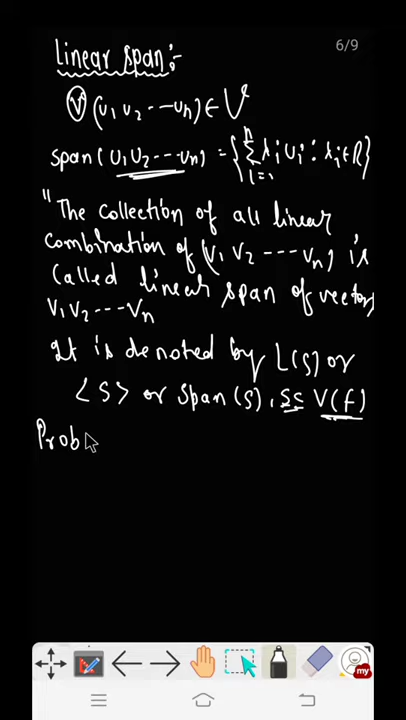 6/9
Linear span:-
V (v1 v2 --- vn) ∈ V
span( v1 v2 --- vn) = { n∑i=1 λi vi : λi ∈ R}
"The collection of all linear
combination of (v1 v2 --- vn) is
called linear span of vectors
v1 v2 --- vn
It is denoted by L(s) or
<S> or Span (s), S⊆ V(f)
Prob
my